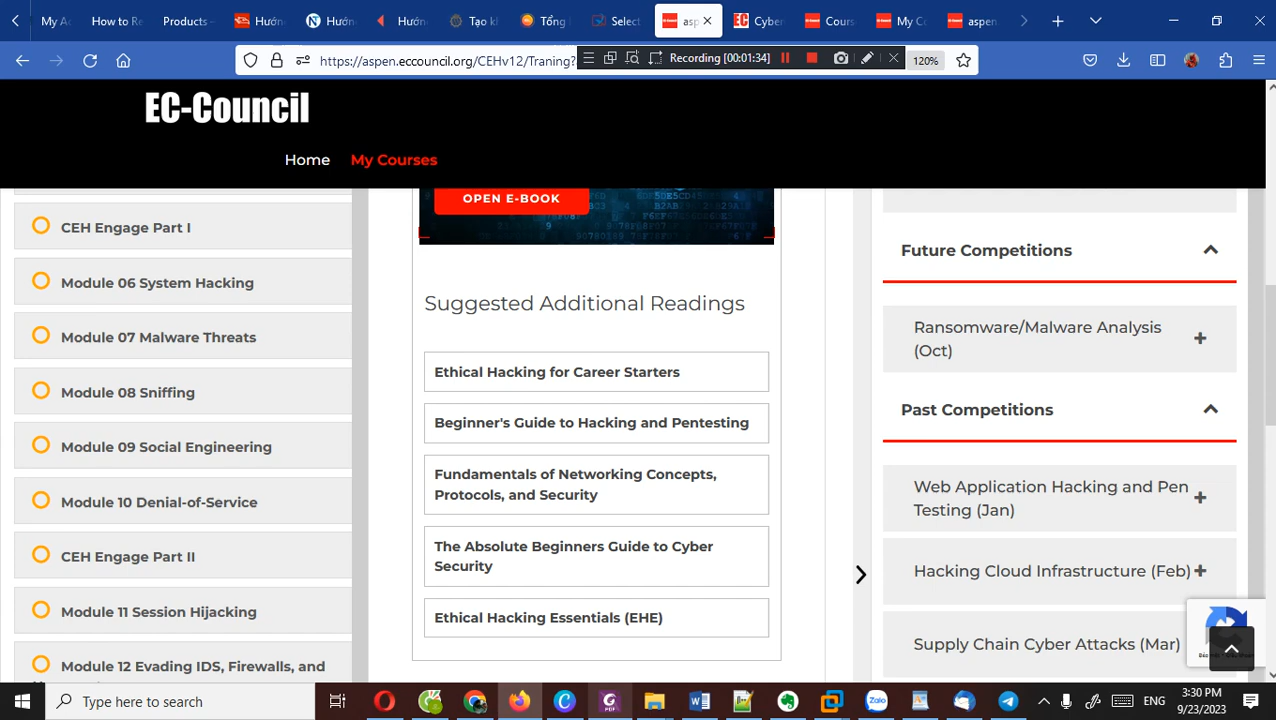 My Ac
How to Re
Products
Hướn
Hướn
Hướn
Tạo kl
Tổng
Select
asp
Cyber
Cours
My Co
aspen
https://aspen.eccouncil.org/CEHv12/Traning?
Recording [00:01:34]
120%
EC-Council
Home
My Courses
CEH Engage Part I
Module 06 System Hacking
Module 07 Malware Threats
Module 08 Sniffing
Module 09 Social Engineering
Module 10 Denial-of-Service
CEH Engage Part II
Module 11 Session Hijacking
Module 12 Evading IDS, Firewalls, and
OPEN E-BOOK
Suggested Additional Readings
Ethical Hacking for Career Starters
Beginner's Guide to Hacking and Pentesting
Fundamentals of Networking Concepts,
Protocols, and Security
The Absolute Beginners Guide to Cyber
Security
Ethical Hacking Essentials (EHE)
Future Competitions
Ransomware/Malware Analysis
(Oct)
Past Competitions
Web Application Hacking and Pen
Testing (Jan)
Hacking Cloud Infrastructure (Feb)
Supply Chain Cyber Attacks (Mar)
Type here to search
ENG
3:30 PM
9/23/2023